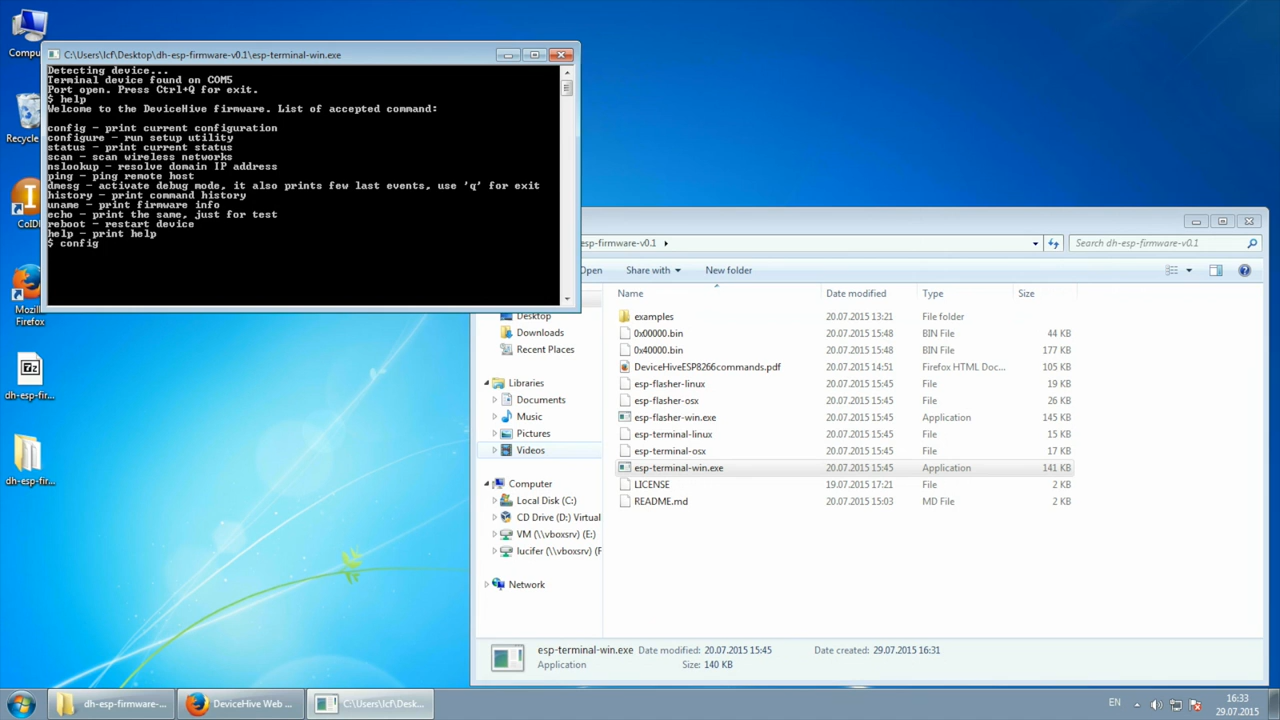 Compu
Recycle
CoIDE
Mozilla
Firefox
dh-esp-fir...
esp-fir...
C:\Users\lcf\Desktop\dh-esp-firmware-v0.1\esp-terminal-win.exe
Detecting device...
Terminal device found on COM5
Port open. Press Ctrl+Q for exit.
$ help
Welcome to the DeviceHive firmware. List of accepted command:
config - print current configuration
configure - run setup utility
status - print current status
scan - scan wireless networks
nslookup - resolve domain IP address
ping - ping remote host
dmesg - activate debug mode, it also prints few last events, use 'q' for exit
history - print command history
uname - print firmware info
echo - print the same, just for test
reboot - restart device
help - print help
$ config
esp-firmware-v0.1
Search dh-esp-firmware-v0.1
Open Share with New folder
Name Date modified Type Size
examples 20.07.2015 13:21 File folder
0x00000.bin 20.07.2015 15:48 BIN File 44 KB
0x40000.bin 20.07.2015 15:48 BIN File 177 KB
DeviceHiveESP8266commands.pdf 20.07.2015 14:51 Firefox HTML Doc... 105 KB
esp-flasher-linux 20.07.2015 15:45 File 19 KB
esp-flasher-osx 20.07.2015 15:45 File 26 KB
esp-flasher-win.exe 20.07.2015 15:45 Application 145 KB
esp-terminal-linux 20.07.2015 15:45 File 15 KB
esp-terminal-osx 20.07.2015 15:45 File 17 KB
esp-terminal-win.exe 20.07.2015 15:45 Application 141 KB
LICENSE 19.07.2015 17:21 File 2 KB
README.md 20.07.2015 15:03 MD File 2 KB
Desktop
Downloads
Recent Places
Libraries
Documents
Music
Pictures
Videos
Computer
Local Disk (C:)
CD Drive (D:) Virtual
VM (\\vboxsrv) (E:)
lucifer (\\vboxsrv) (F
Network
esp-terminal-win.exe Date modified: 20.07.2015 15:45 Date created: 29.07.2015 16:31
Application Size: 140 KB
dh-esp-firmware-...
DeviceHive Web ...
C:\Users\lcf\Desk...
EN
16:33
29.07.2015